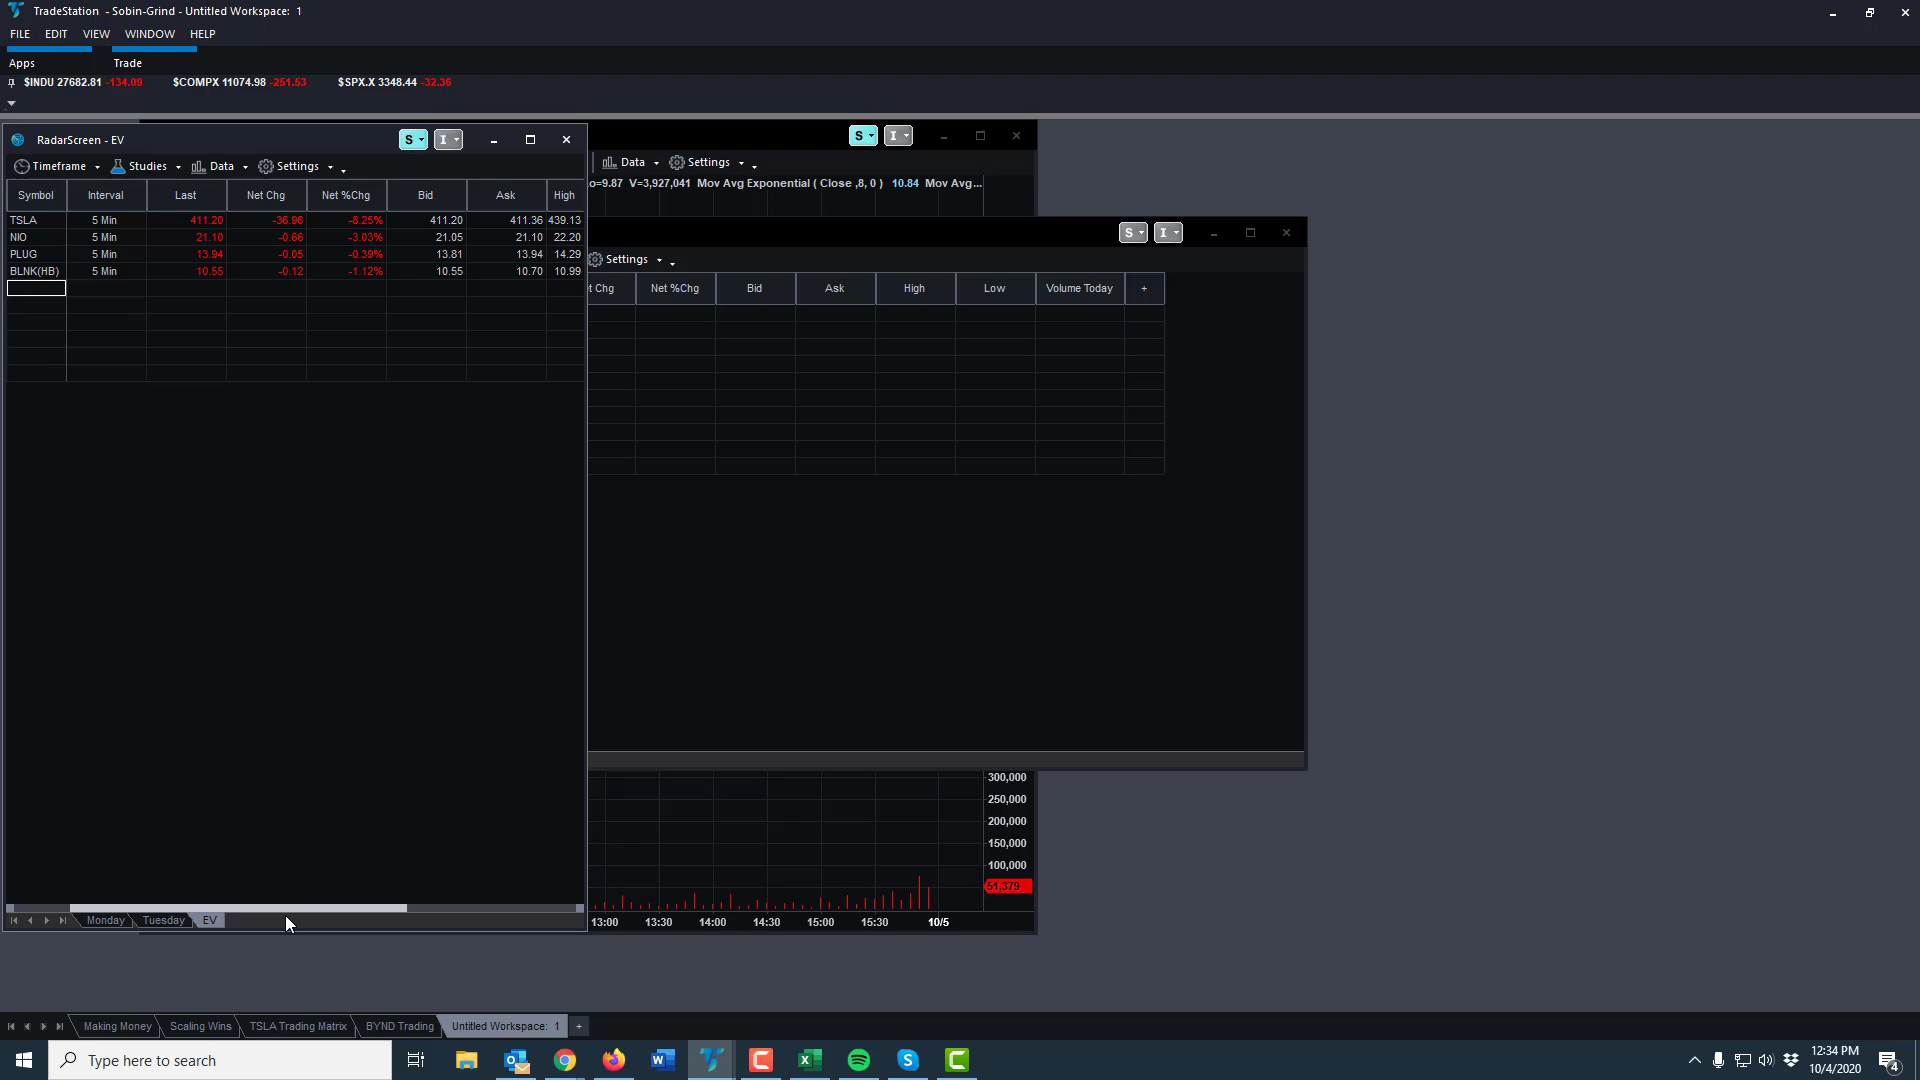 TradeStation - Sobin-Grind - Untitled Workspace: 1
FILE EDIT VIEW WINDOW HELP
Apps Trade
$INDU 27682.81 -134.09 $COMPX 11074.98 -251.53 $SPX.X 3348.44 -32.36
RadarScreen - EV S I
S I
Timeframe Studies Data Settings
Data Settings
Symbol Interval Last Net Chg Net %Chg Bid Ask High
TSLA 5 Min 411.20 -36.96 -8.25% 411.20 411.36 439.13
NIO 5 Min 21.10 -0.66 -3.03% 21.05 21.10 22.20
PLUG 5 Min 13.94 -0.05 -0.39% 13.81 13.94 14.29
BLNK(HB) 5 Min 10.55 -0.12 -1.12% 10.55 10.70 10.99
Lo=9.87 V=3,927,041 Mov Avg Exponential ( Close ,8, 0 ) 10.84 Mov Avg...
S I
Settings
t Chg Net %Chg Bid Ask High Low Volume Today +
300,000
250,000
200,000
150,000
100,000
51,379
13:00 13:30 14:00 14:30 15:00 15:30 10/5
Monday Tuesday EV
Making Money Scaling Wins TSLA Trading Matrix BYND Trading Untitled Workspace: 1 +
Type here to search
12:34 PM
10/4/2020
4